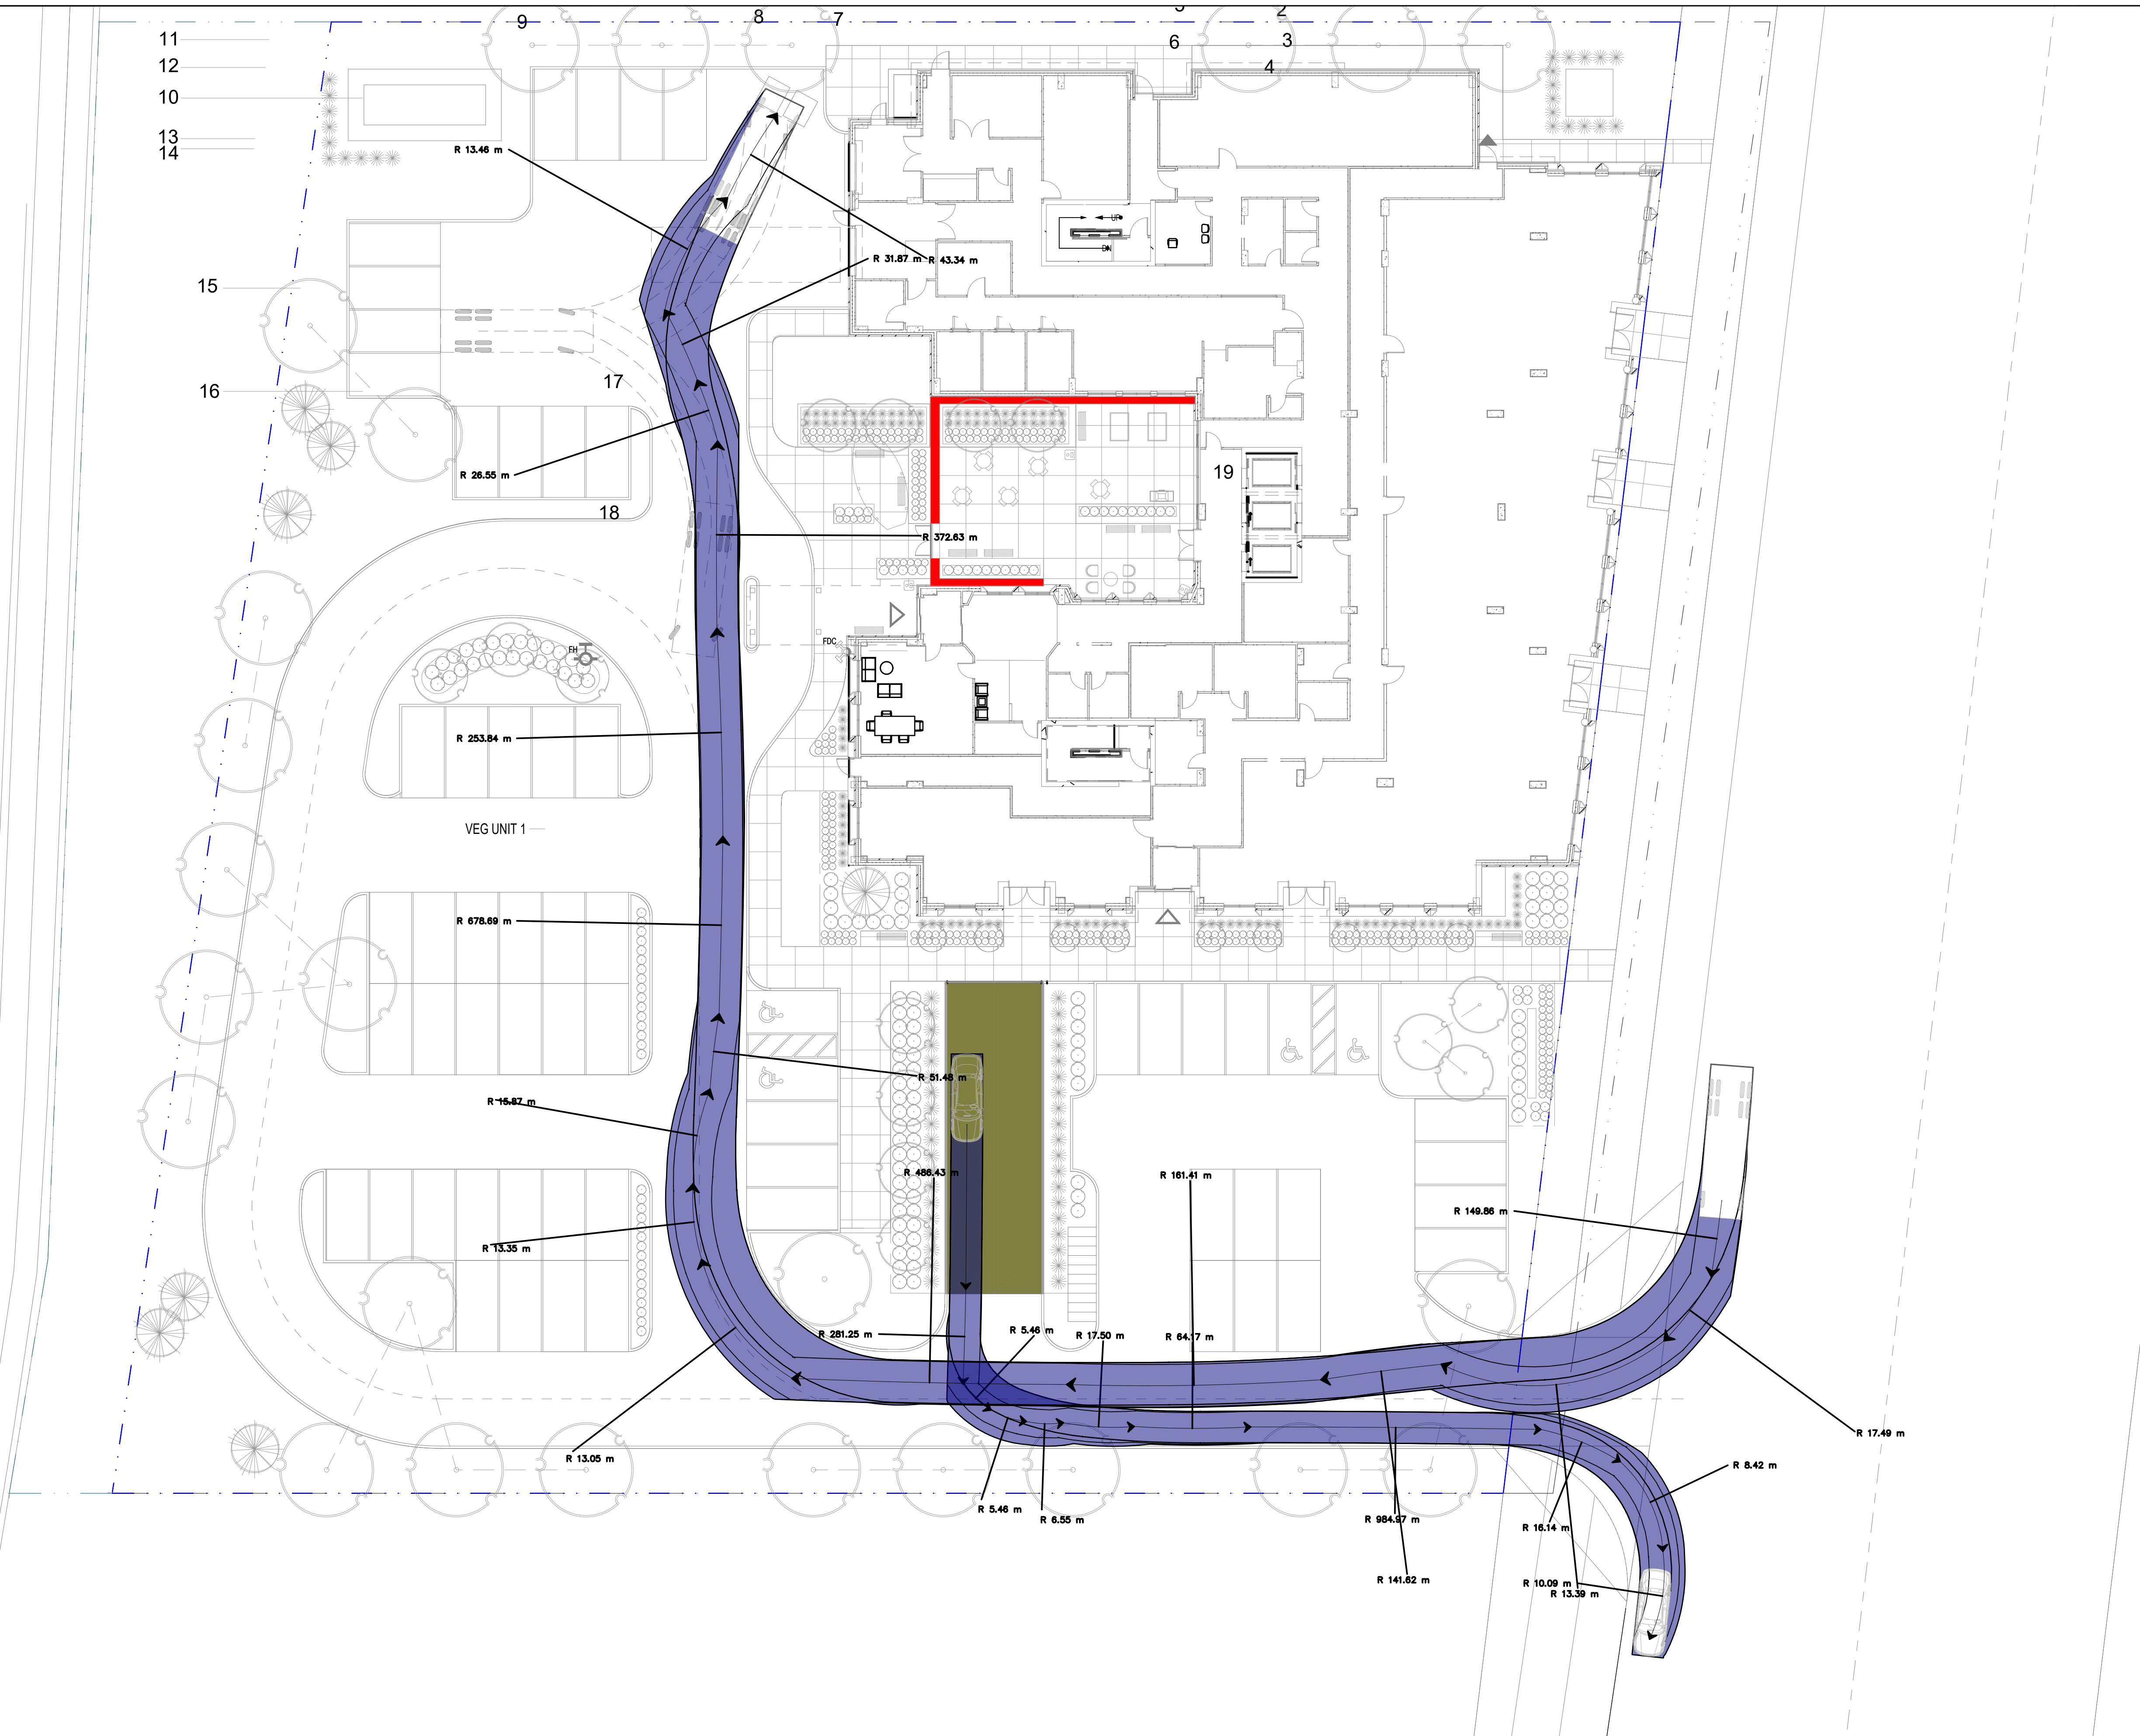 9
8
7
2
11
6
3
12
4
10
13
14
R 13.46 m
UP
DN
R 31.87 m
R 43.34 m
15
17
16
R 26.55 m
19
18
R 372.63 m
FDC
FH
R 253.84 m
VEG UNIT 1
R 678.69 m
R 51.48 m
R 15.87 m
R 486.43 m
R 161.41 m
R 149.86 m
R 13.35 m
R 281.25 m
R 5.46 m
R 17.50 m
R 64.17 m
R 17.49 m
R 13.05 m
R 8.42 m
R 5.46 m
R 6.55 m
R 984.97 m
R 16.14 m
R 141.62 m
R 10.09 m
R 13.39 m